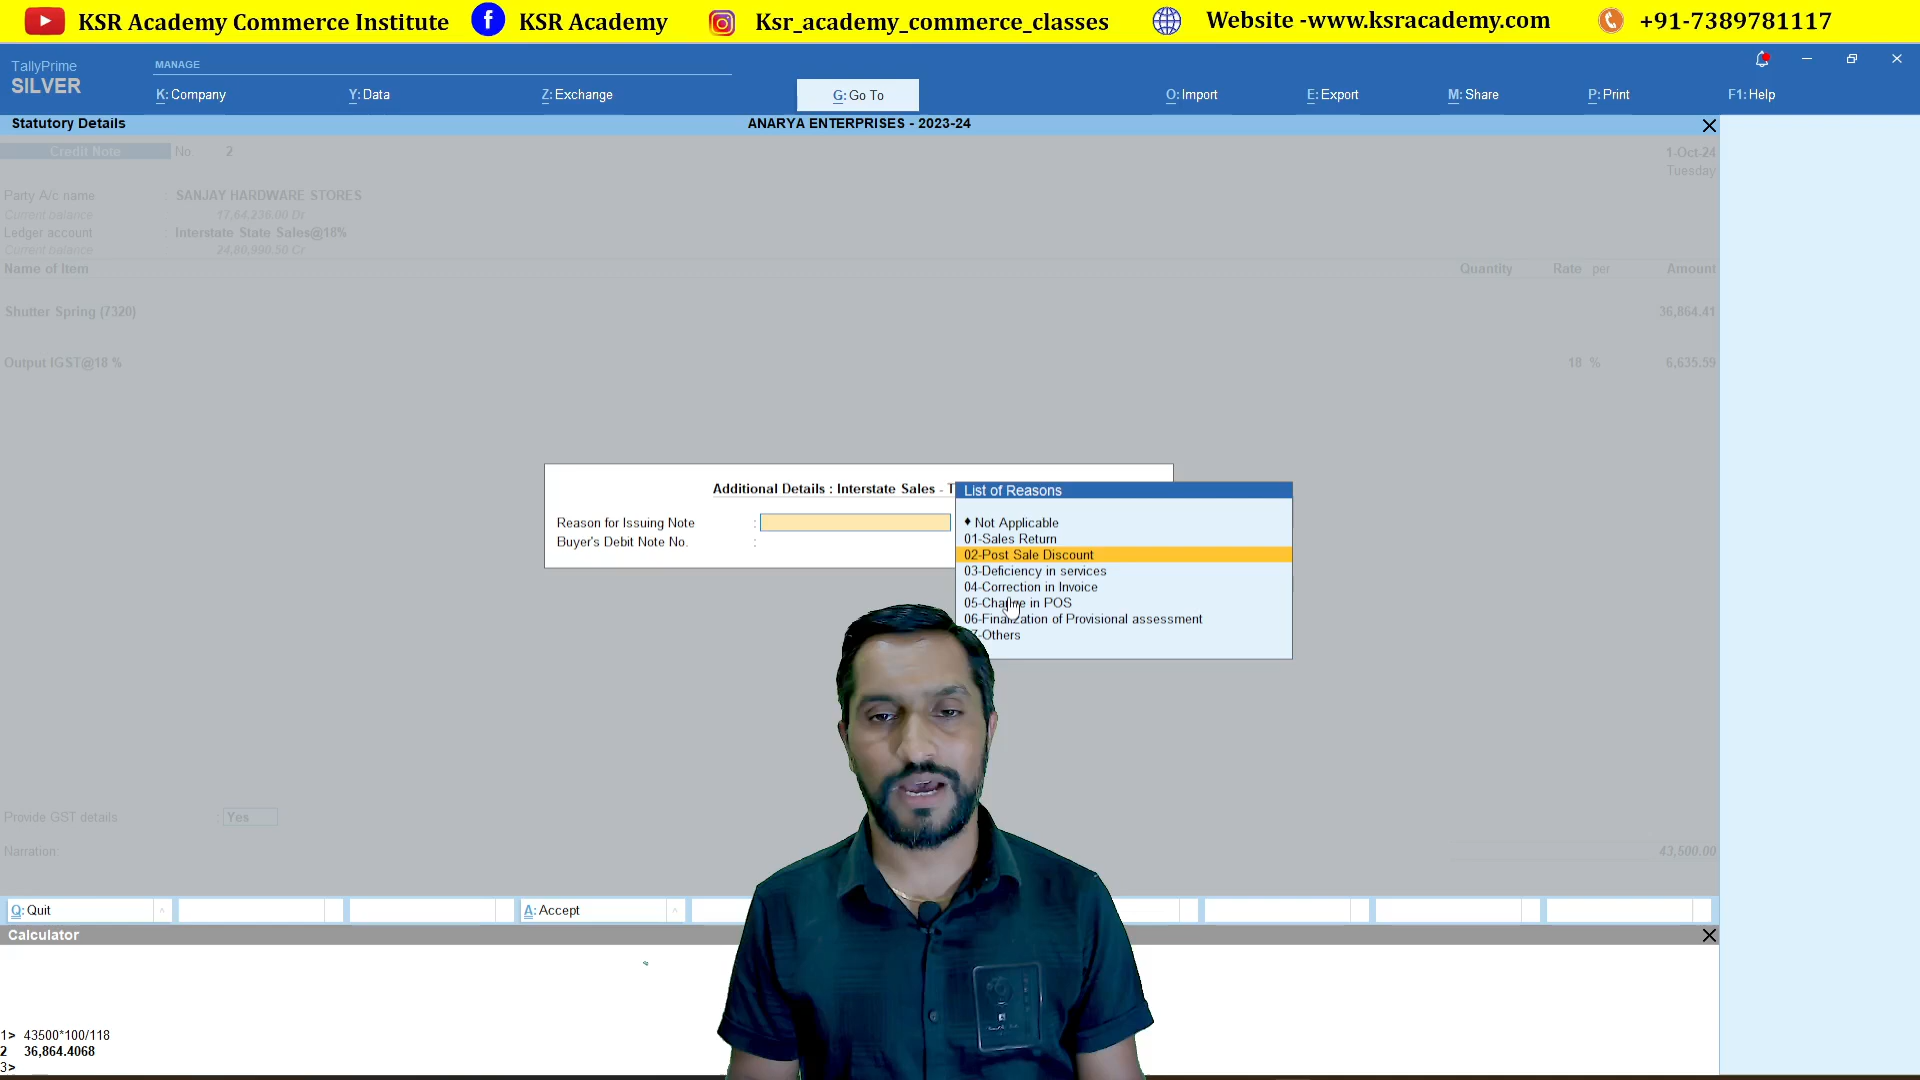 KSR Academy Commerce Institute KSR Academy Ksr_academy_commerce_classes Website -www.ksracademy.com +91-7389781117
TallyPrime
SILVER
MANAGE
K: Company Y: Data Z: Exchange G: Go To O: Import E: Export M: Share P: Print F1: Help
Statutory Details ANARYA ENTERPRISES - 2023-24
Credit Note No. 2 1-Oct-24
Tuesday
Party A/c name : SANJAY HARDWARE STORES
Current balance 17,64,236.00 Dr
Ledger account : Interstate State Sales@18%
Current balance 24,80,990.50 Cr
Name of Item Quantity Rate per Amount
Shutter Spring (7320) 36,864.41
Output IGST@18 % 18 % 6,635.59
Additional Details : Interstate Sales - T
Reason for Issuing Note :
Buyer's Debit Note No. :
List of Reasons
♦ Not Applicable
01-Sales Return
02-Post Sale Discount
03-Deficiency in services
04-Correction in Invoice
05-Change in POS
06-Finalization of Provisional assessment
7-Others
Provide GST details : Yes
Narration: 43,500.00
Q: Quit A: Accept
Calculator
1> 43500*100/118
2 36,864.4068
3>